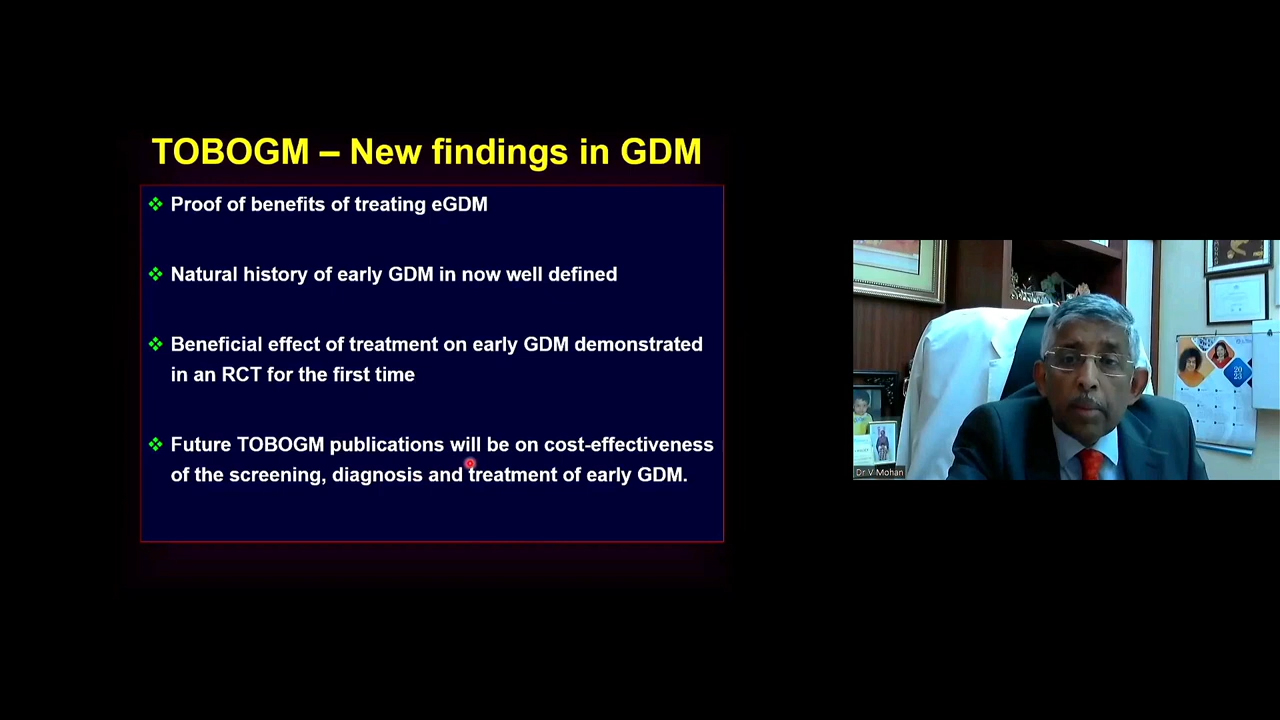 TOBOGM – New findings in GDM
Proof of benefits of treating eGDM
Natural history of early GDM in now well defined
Beneficial effect of treatment on early GDM demonstrated
in an RCT for the first time
Future TOBOGM publications will be on cost-effectiveness
of the screening, diagnosis and treatment of early GDM.
Dr V Mohan
20
23